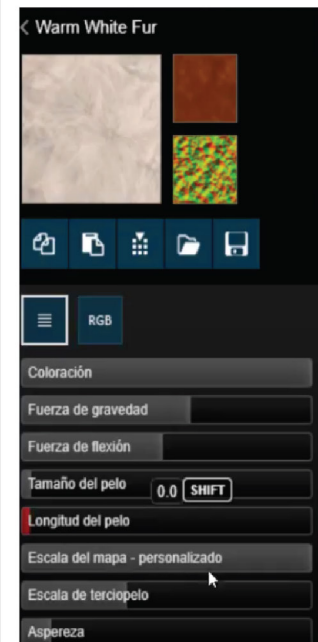 Warm White Fur
RGB
Coloración
Fuerza de gravedad
Fuerza de flexión
Tamaño del pelo
0.0 SHIFT
Longitud del pelo
Escala del mapa - personalizado
Escala de terciopelo
Aspereza